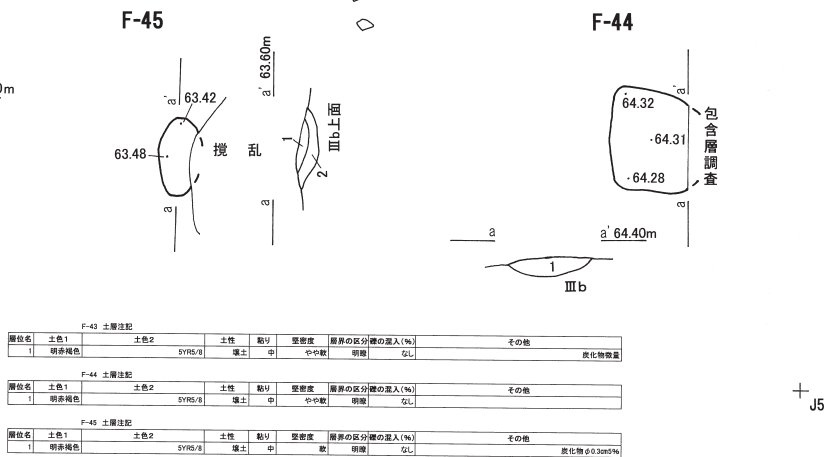 F-45
F-44
0m
a' 63.60m
a'
63.42
63.48
攪乱
1
2
Ⅲb上面
a
a
a'
64.32
・64.31
・64.28
包含層調査
a
a
a' 64.40m
1
Ⅲb
F-43 土層注記
層位名 土色1 土色2 土性 粘り 堅密度 層界の区分 礫の混入(%) その他
1 明赤褐色 5YR5/8 壌土 中 やや軟 明瞭 なし 炭化物微量
F-44 土層注記
層位名 土色1 土色2 土性 粘り 堅密度 層界の区分 礫の混入(%) その他
1 明赤褐色 5YR5/8 壌土 中 やや軟 明瞭 なし
J5
F-45 土層注記
層位名 土色1 土色2 土性 粘り 堅密度 層界の区分 礫の混入(%) その他
1 明赤褐色 5YR5/8 壌土 中 軟 明瞭 なし 炭化物φ0.3cm5%